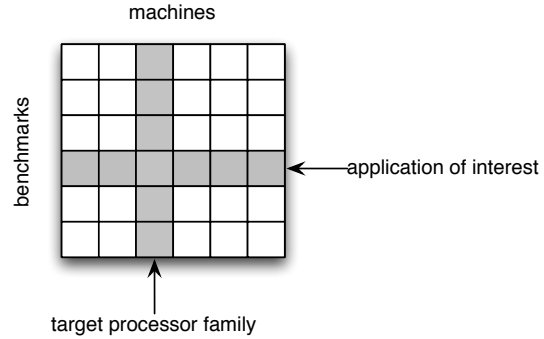 machines
benchmarks
application of interest
target processor family